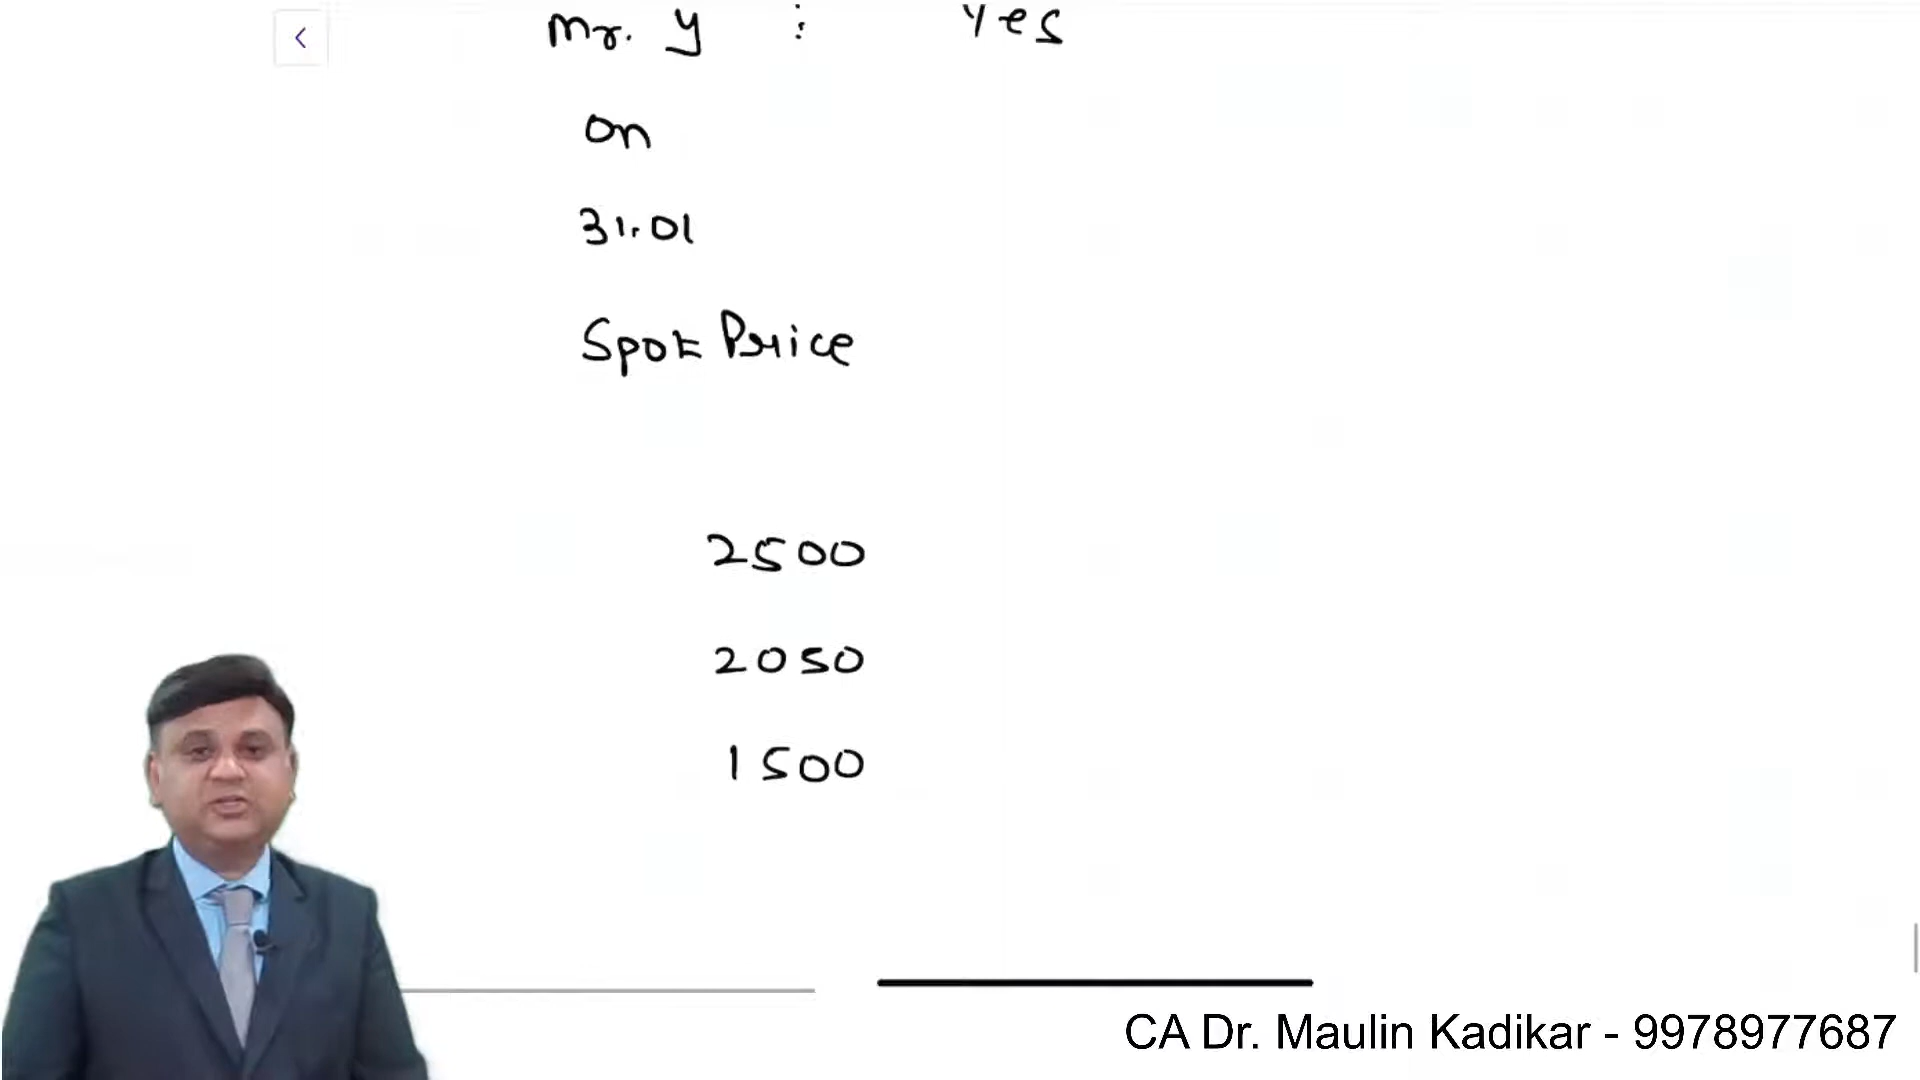 Mr. y : Yes
on
31.01
Spot Price
2500
2050
1500
CA Dr. Maulin Kadikar - 9978977687